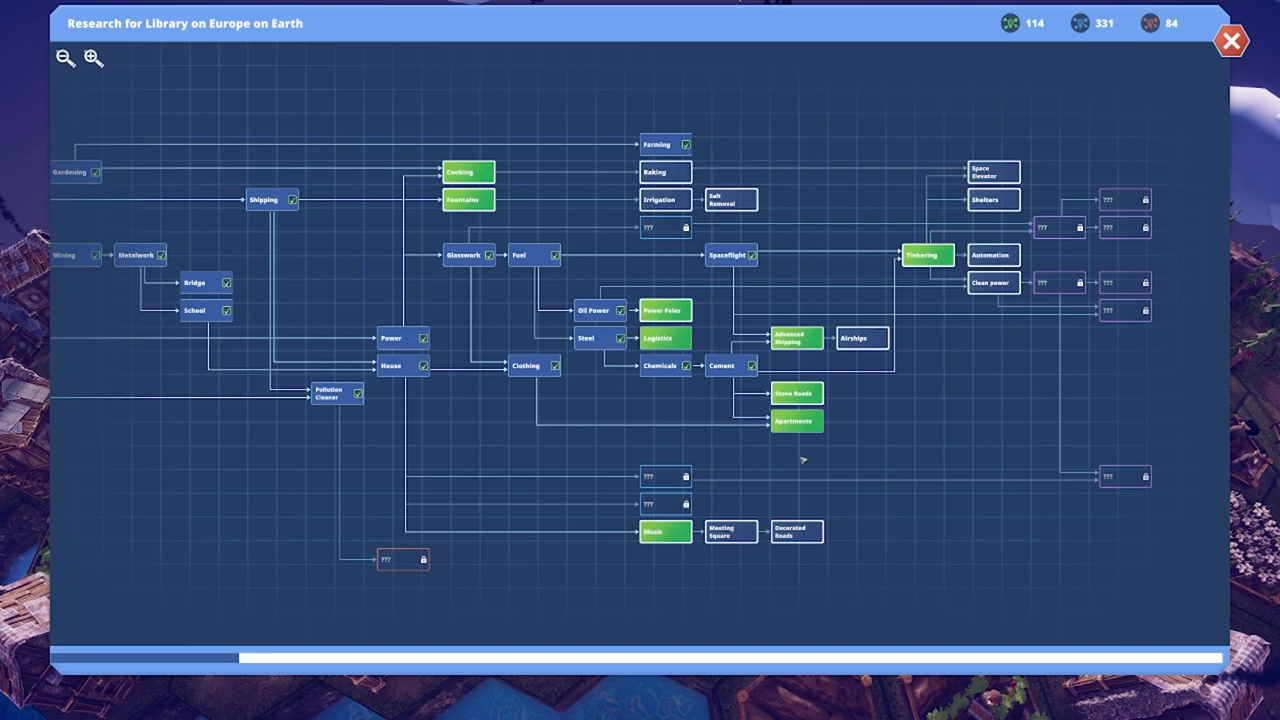 Research for Library on Europe on Earth
114
331
84
Farming
Gardening
Cooking
Baking
Space
Elevator
Shipping
Fountains
Irrigation
Salt
Removal
Shelters
???
???
???
???
Mining
Metalwork
Glasswork
Fuel
Spaceflight
Tinkering
Automation
Bridge
Clean power
???
???
School
Oil Power
Power Poles
???
Power
Steel
Logistics
Advanced
Shipping
Airships
House
Clothing
Chemicals
Cement
Pollution
Cleaner
Stone Roads
Apartments
???
???
???
Music
Meeting
Square
Decorated
Roads
???